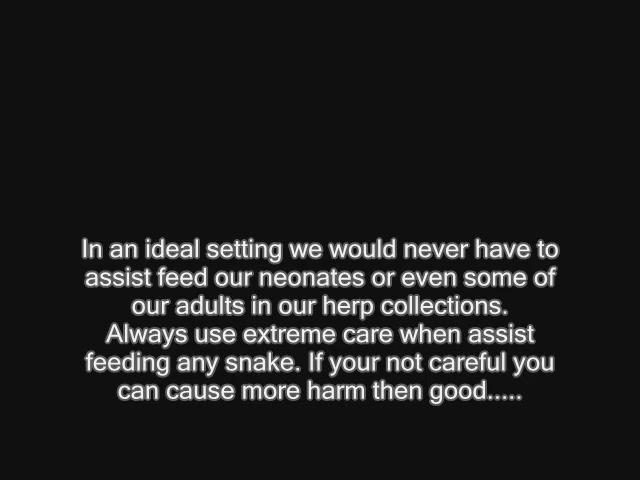 In an ideal setting we would never have to
assist feed our neonates or even some of
our adults in our herp collections.
Always use extreme care when assist
feeding any snake. If your not careful you
can cause more harm then good.....